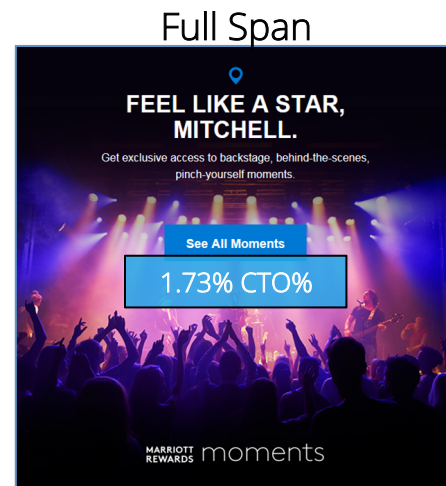 Full Span
FEEL LIKE A STAR,
MITCHELL.
Get exclusive access to backstage, behind-the-scenes,
pinch-yourself moments.
See All Moments
1.73% CTO%
MARRIOTT
REWARDS moments